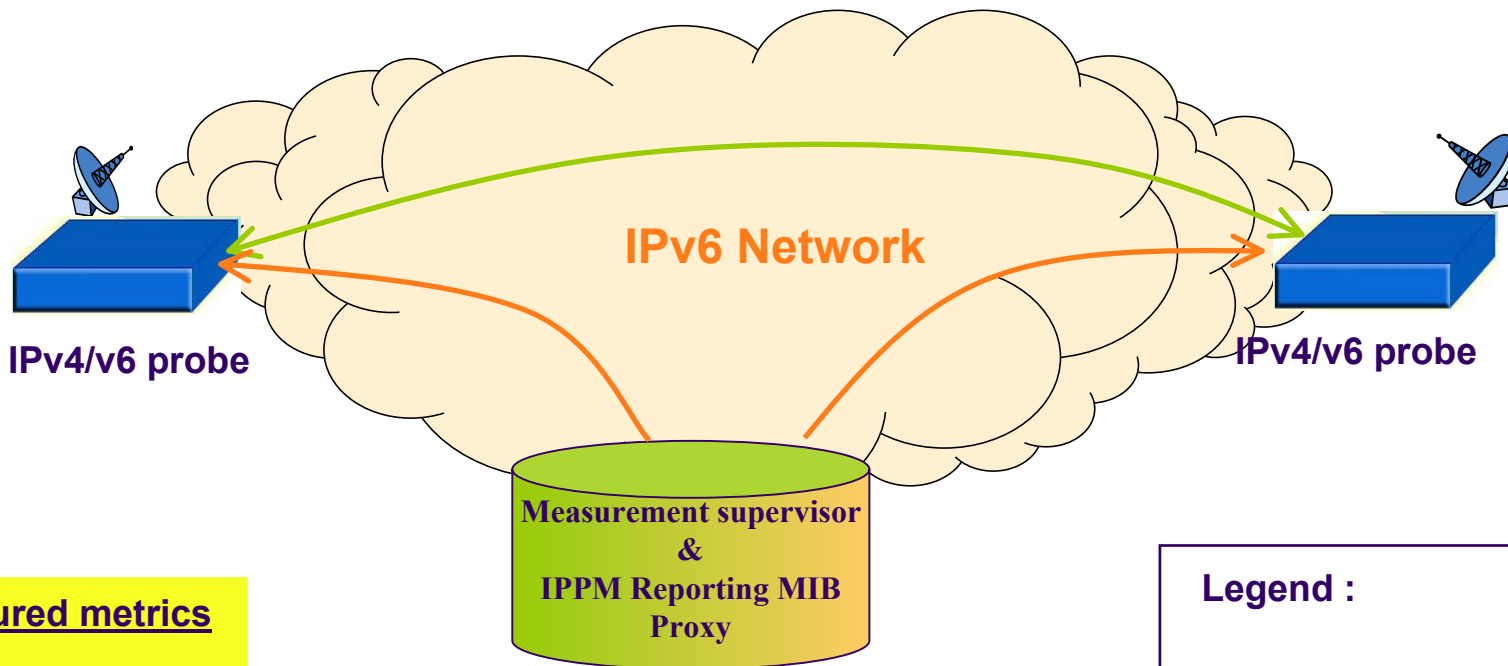 IPv6 Network
IPv4/v6 probe
IPv4/v6 probe
Measurement supervisor
&
IPPM Reporting MIB
Proxy
ured metrics
Legend :